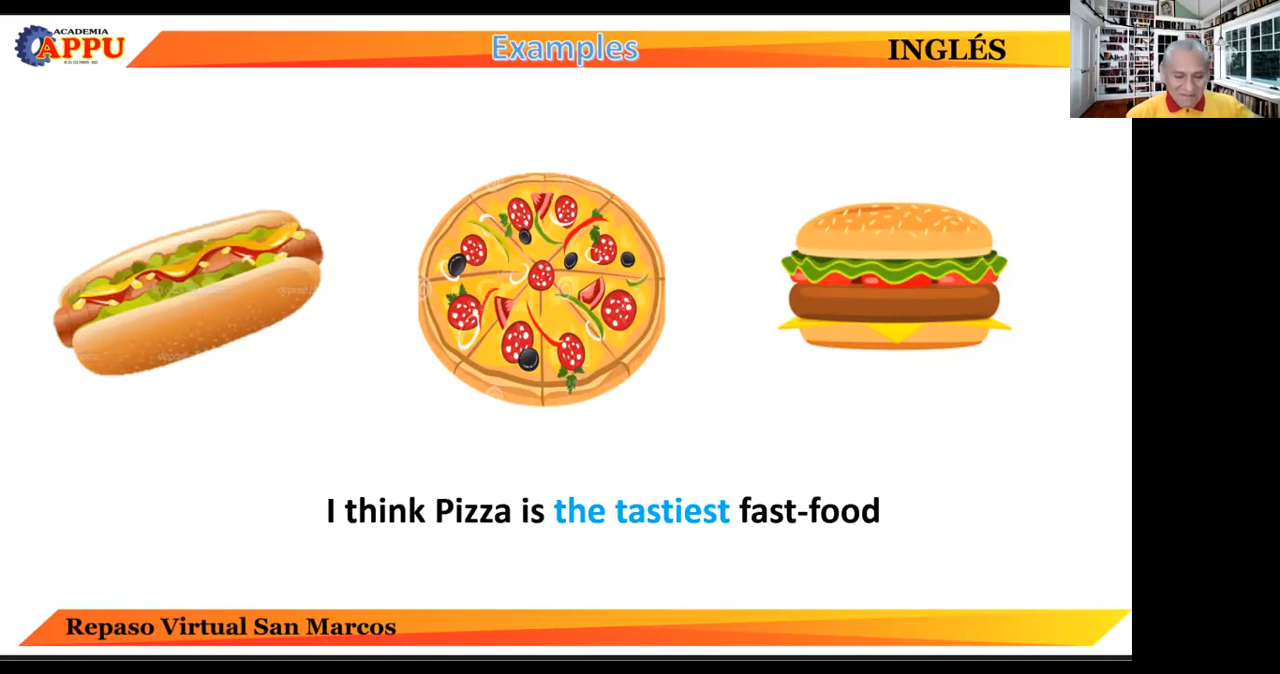 ACADEMIA
APPU
Examples
INGLÉS
I think Pizza is the tastiest fast-food
Repaso Virtual San Marcos